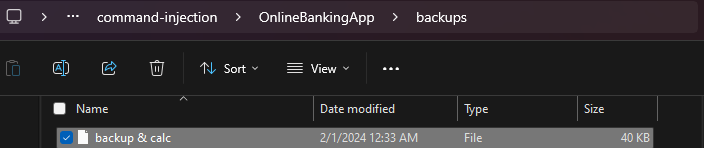 command-injection > OnlineBankingApp > backups
Sort View
Name Date modified Type Size
backup & calc 2/1/2024 12:33 AM File 40 KB